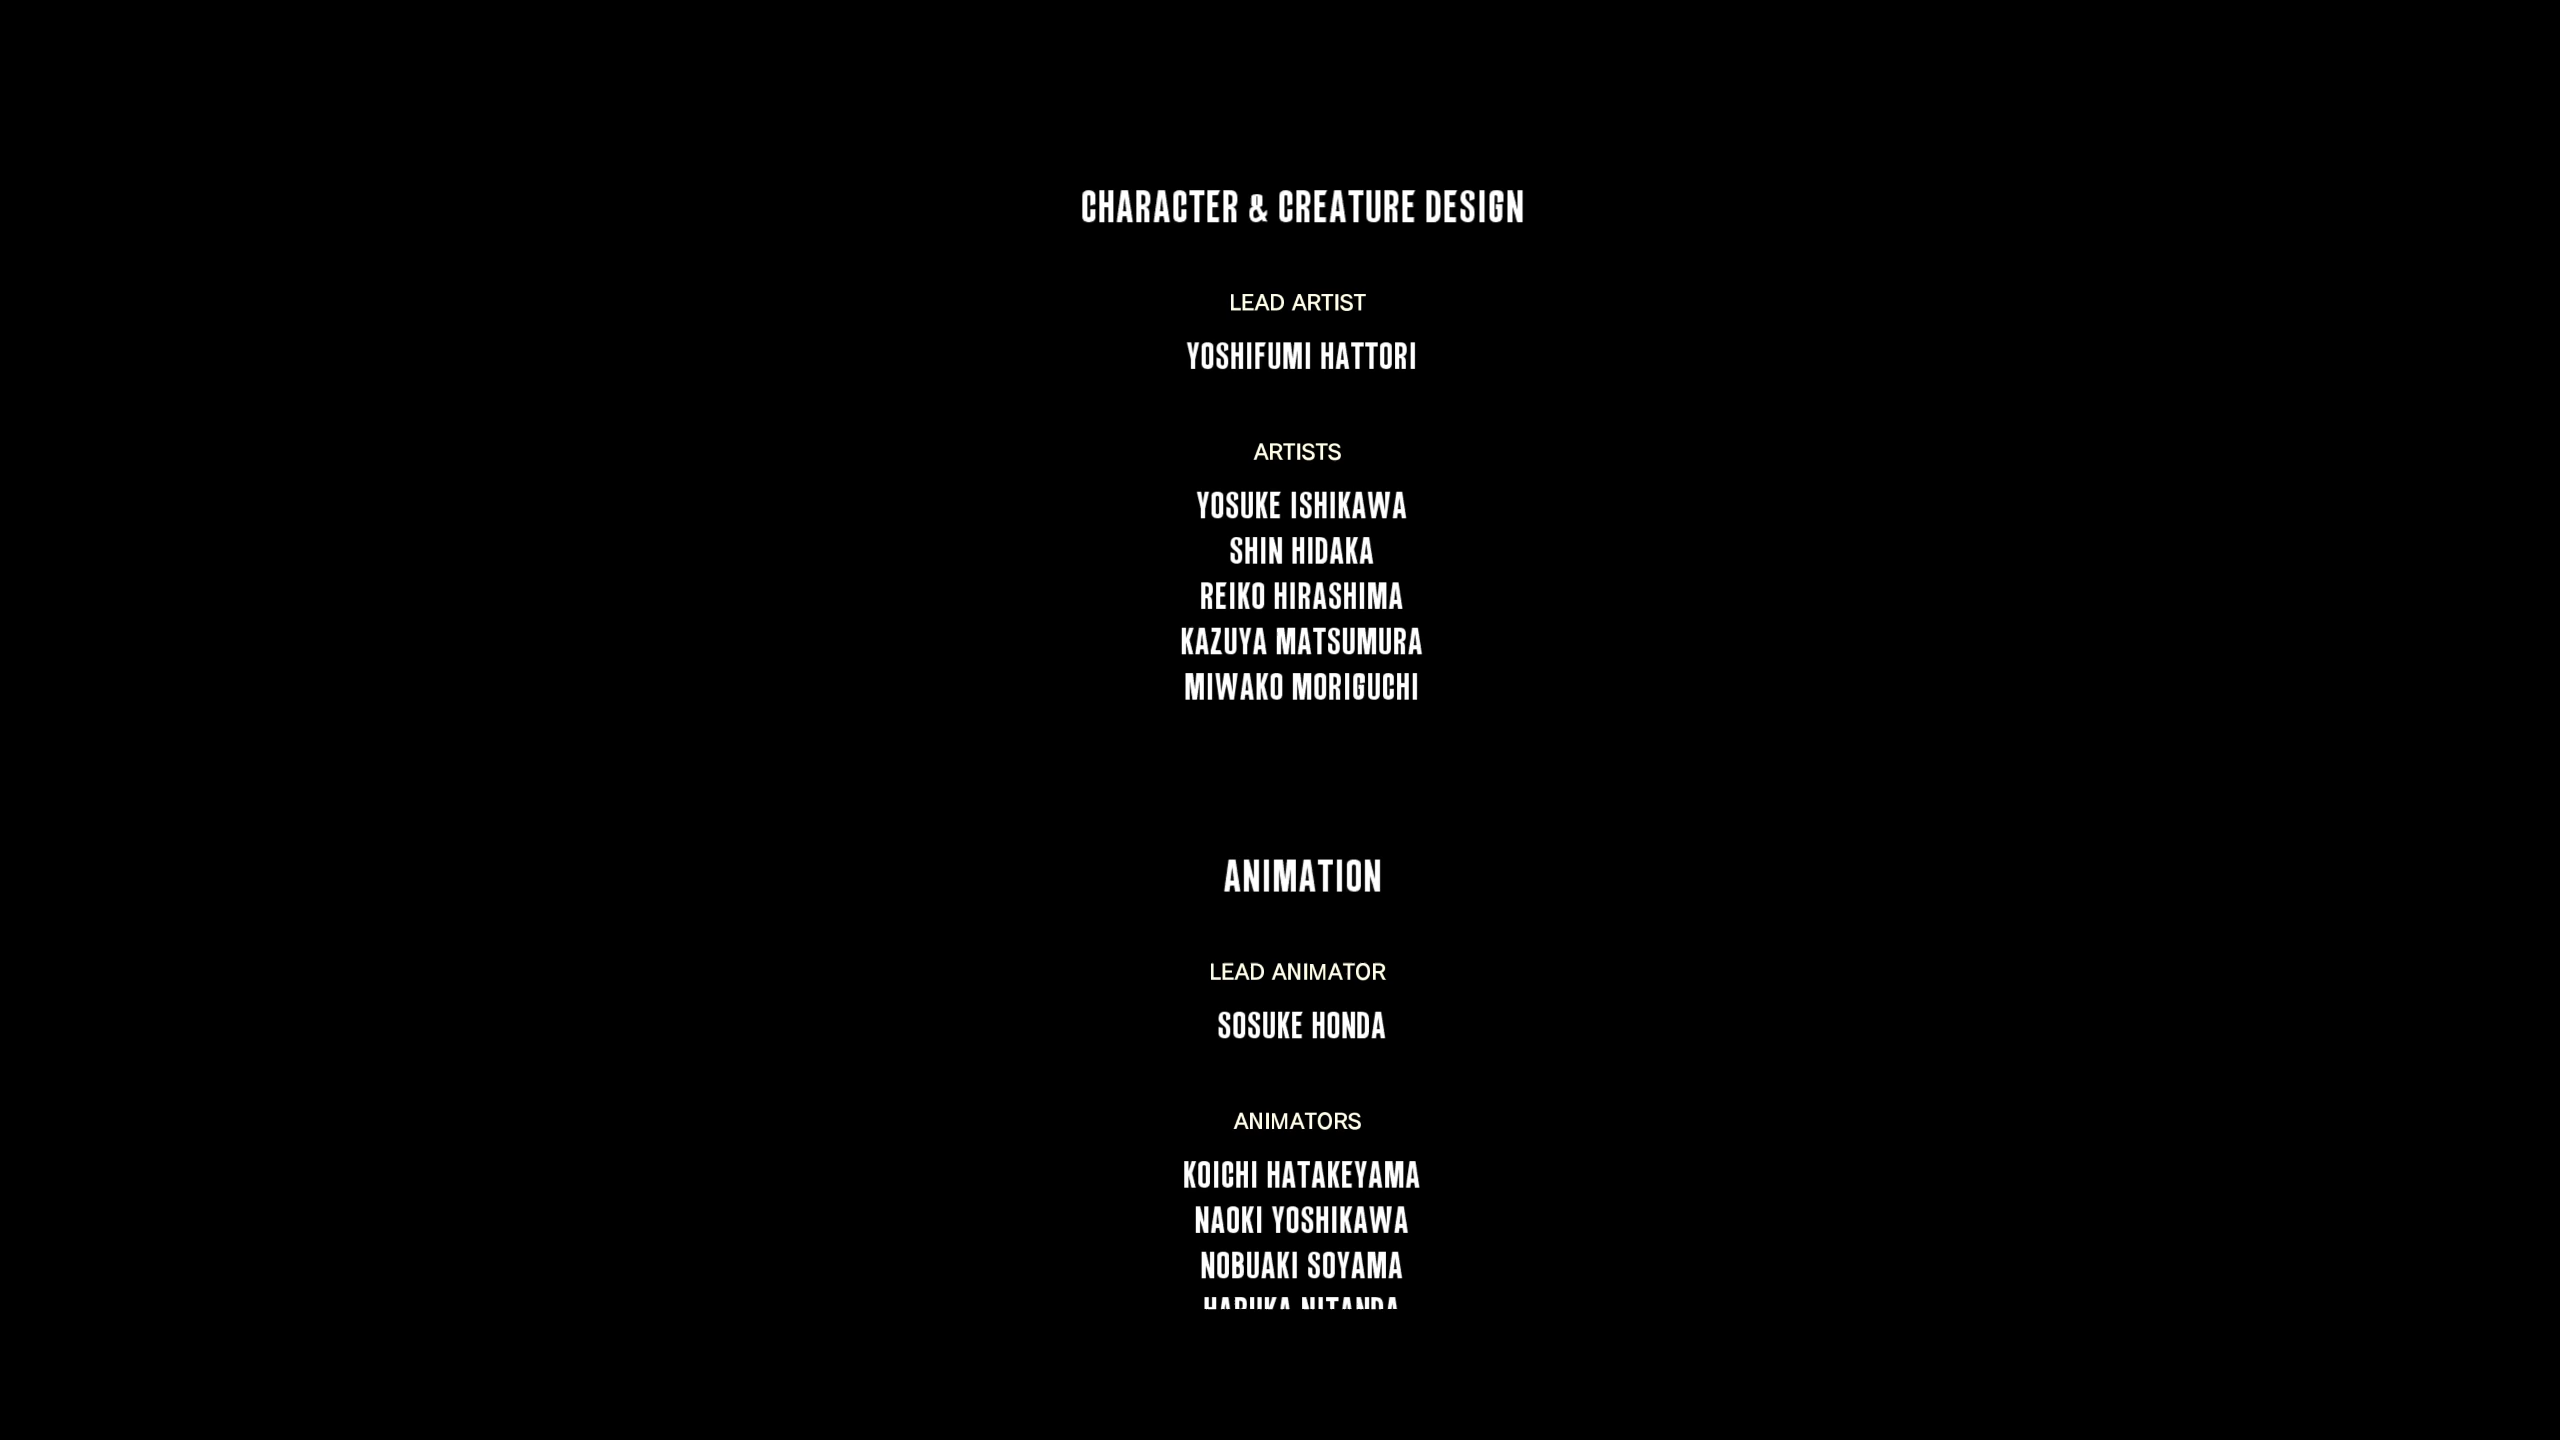 CHARACTER & CREATURE DESIGN
LEAD ARTIST
YOSHIFUMI HATTORI
ARTISTS
YOSUKE ISHIKAWA
SHIN HIDAKA
REIKO HIRASHIMA
KAZUYA MATSUMURA
MIWAKO MORIGUCHI
ANIMATION
LEAD ANIMATOR
SOSUKE HONDA
ANIMATORS
KOICHI HATAKEYAMA
NAOKI YOSHIKAWA
NOBUAKI SOYAMA